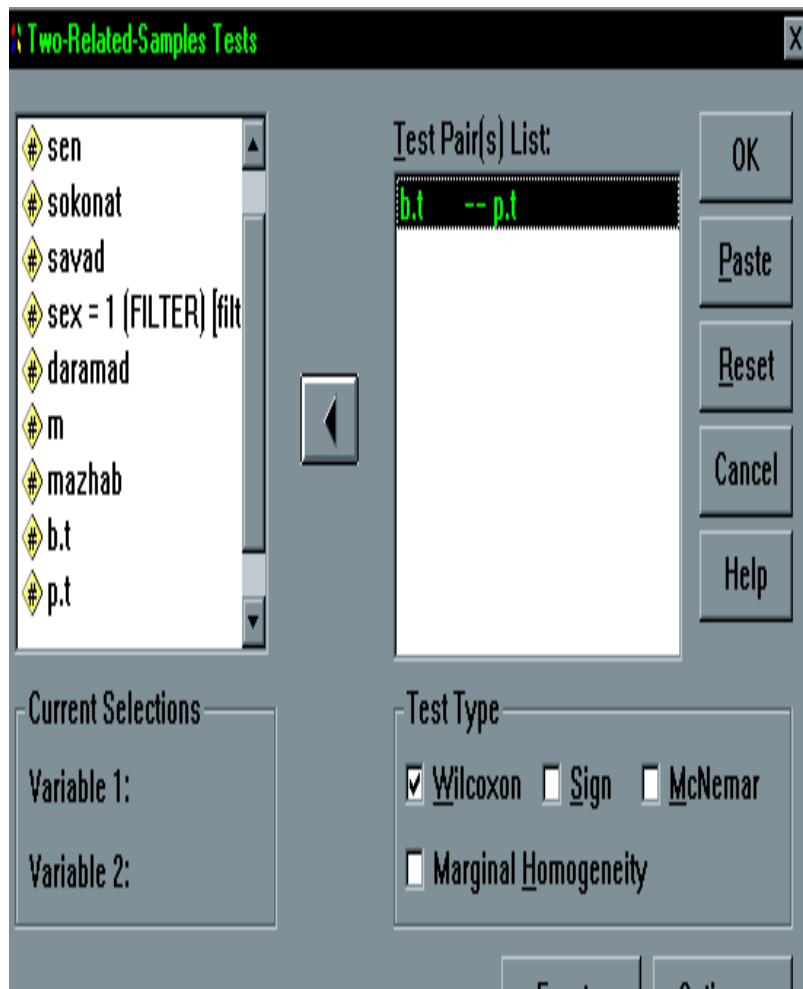 Two-Related-Samples Tests
sen
sokonat
savad
sex = 1 (FILTER) [filt
daramad
m
mazhab
b.t
p.t
Test Pair(s) List:
b.t -- p.t
OK
Paste
Reset
Cancel
Help
Current Selections
Variable 1:
Variable 2:
Test Type
Wilcoxon Sign McNemar
Marginal Homogeneity